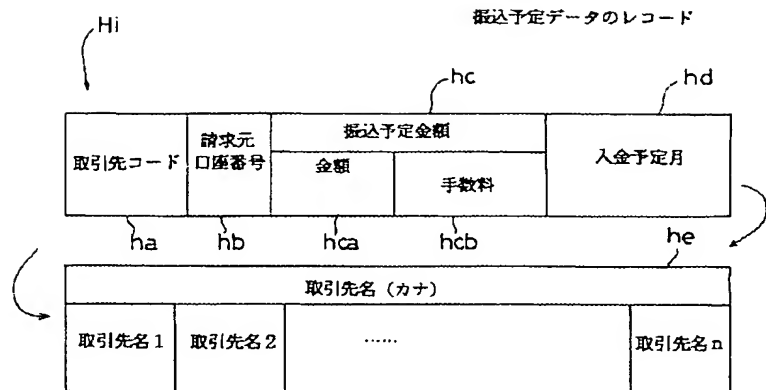 Hi
振込予定データのレコード
hc
hd
取引先コード
請求元
口座番号
振込予定金額
金額
手数料
入金予定月
ha
hb
hca
hcb
he
取引先名（カナ）
取引先名1
取引先名2
……
取引先名n